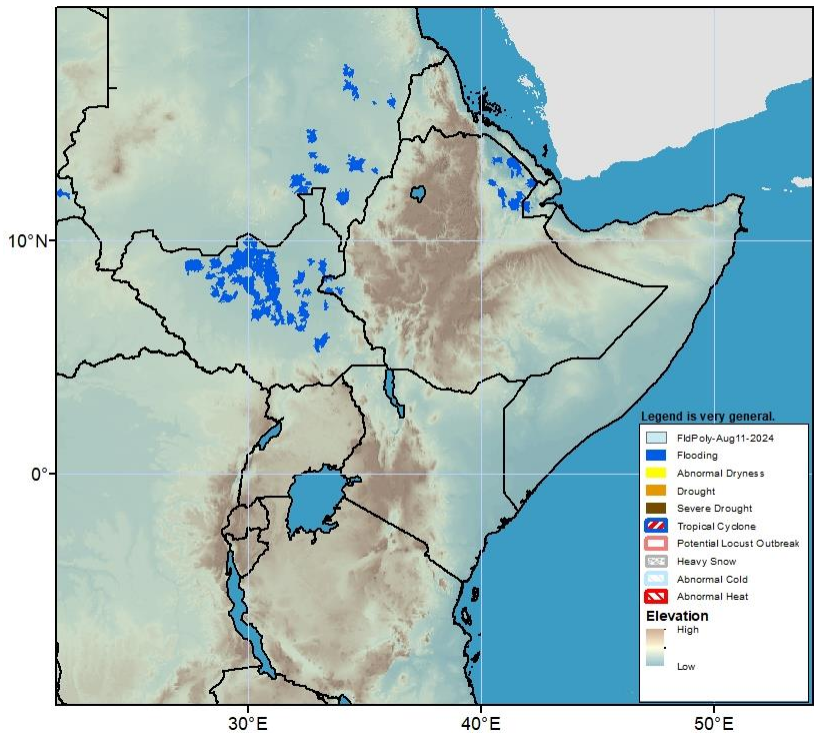 10°N
0°
Legend is very general.
FldPoly-Aug11-2024
Flooding
Abnormal Dryness
Drought
Severe Drought
Tropical Cyclone
Potential Locust Outbreak
Heavy Snow
Abnormal Cold
Abnormal Heat
Elevation
High
Low
30°E 40°E 50°E